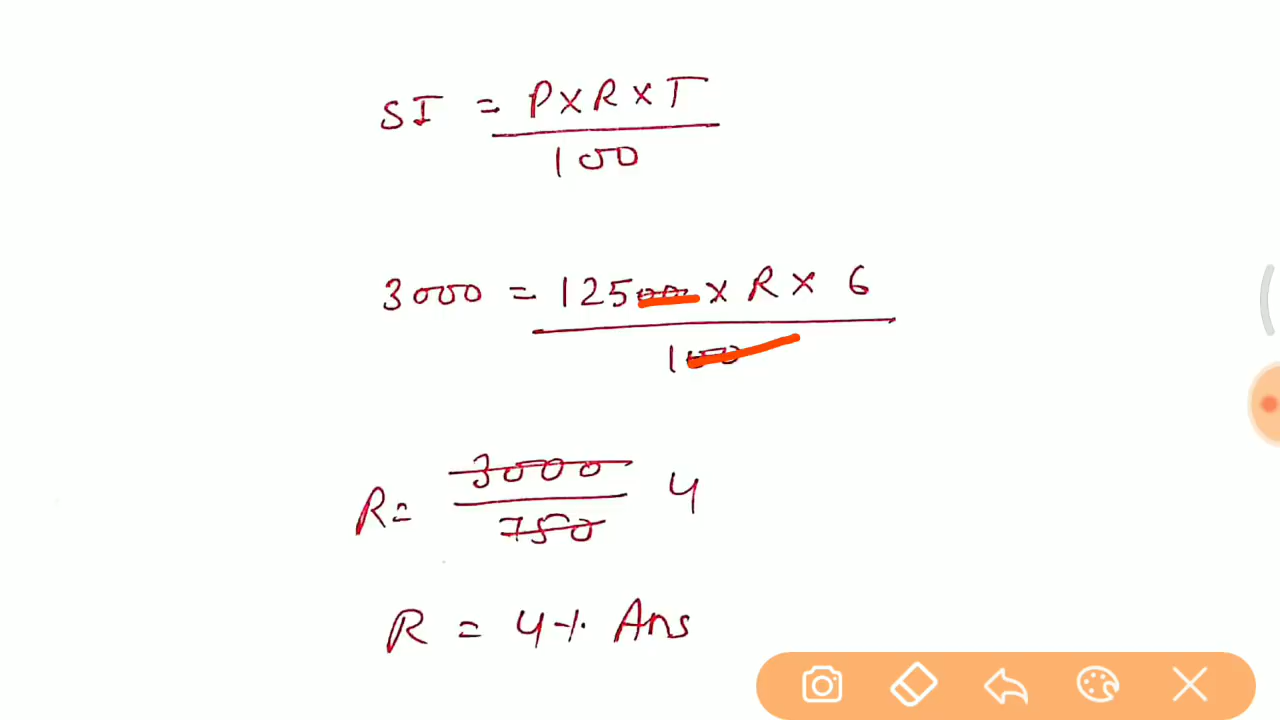 SI = P×R×T
100
3000 = 12500 × R × 6
100
R = 3000 4
750
R = 4% Ans